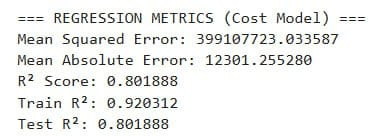 === REGRESSION METRICS (Cost Model) ===
Mean Squared Error: 399107723.033587
Mean Absolute Error: 12301.255280
R² Score: 0.801888
Train R²: 0.920312
Test R²: 0.801888